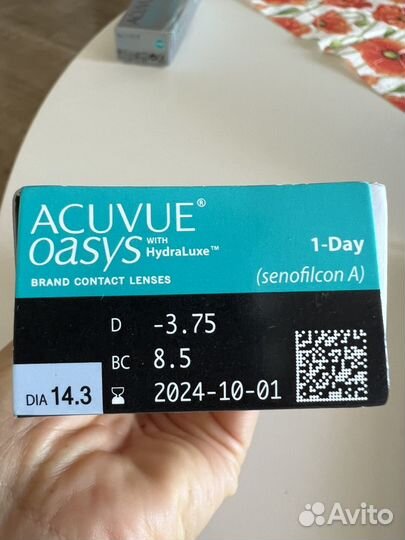 ACUVUE®
oasys WITH HydraLuxe™
1-Day
BRAND CONTACT LENSES
(senofilcon A)
D -3.75
BC 8.5
DIA 14.3
2024-10-01
Avito